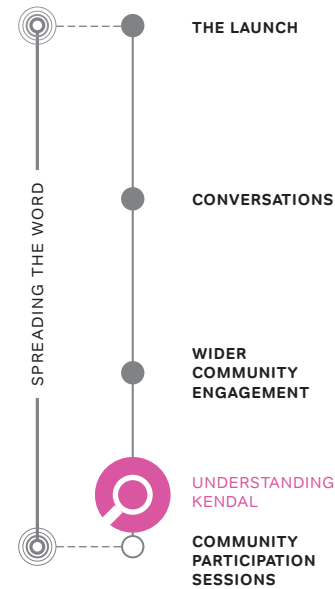 THE LAUNCH
SPREADING THE WORD
CONVERSATIONS
WIDER
COMMUNITY
ENGAGEMENT
UNDERSTANDING
KENDAL
COMMUNITY
PARTICIPATION
SESSIONS